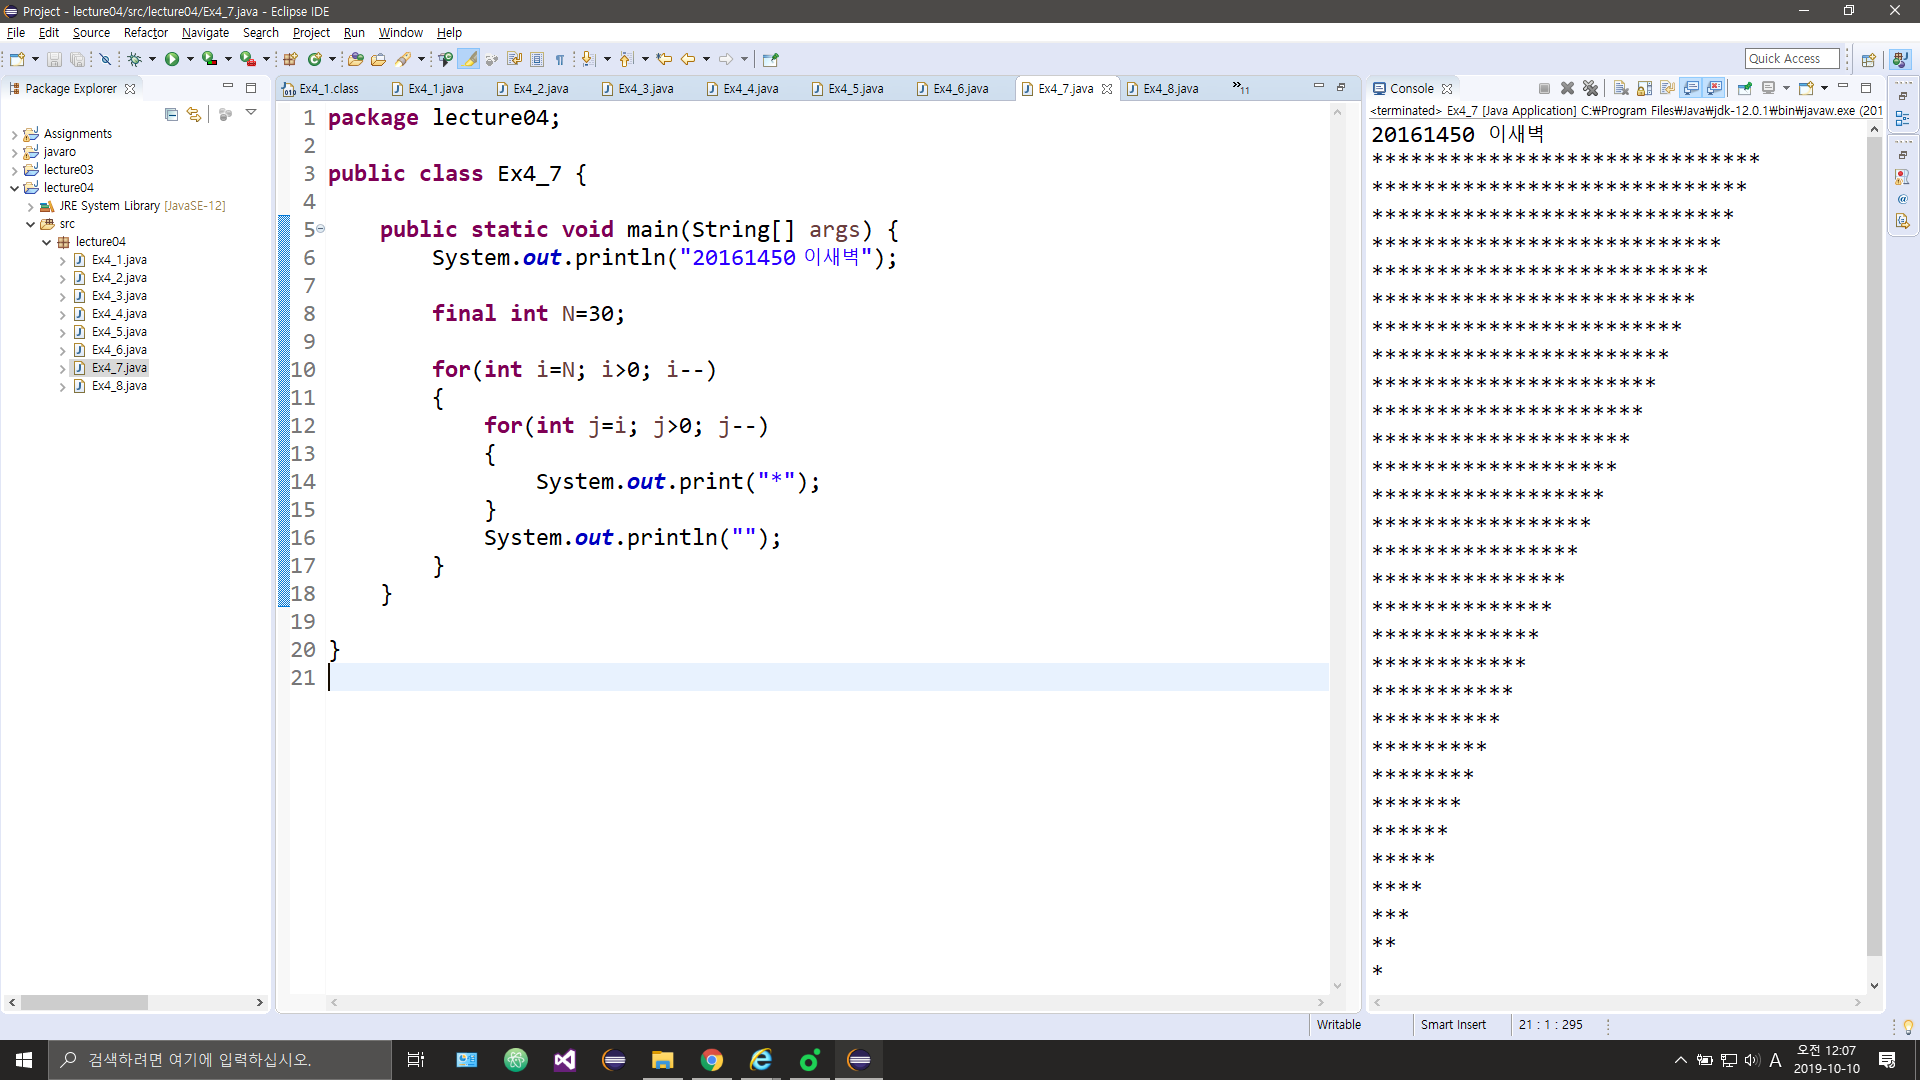 Project - lecture04/src/lecture04/Ex4_7.java - Eclipse IDE
File Edit Source Refactor Navigate Search Project Run Window Help
Quick Access
Package Explorer
Assignments
javaro
lecture03
lecture04
JRE System Library [JavaSE-12]
src
lecture04
Ex4_1.java
Ex4_2.java
Ex4_3.java
Ex4_4.java
Ex4_5.java
Ex4_6.java
Ex4_7.java
Ex4_8.java
Ex4_1.class Ex4_1.java Ex4_2.java Ex4_3.java Ex4_4.java Ex4_5.java Ex4_6.java Ex4_7.java Ex4_8.java »11
1 package lecture04;
2
3 public class Ex4_7 {
4
5 public static void main(String[] args) {
6 System.out.println("20161450 이새벽");
7
8 final int N=30;
9
10 for(int i=N; i>0; i--)
11 {
12 for(int j=i; j>0; j--)
13 {
14 System.out.print("*");
15 }
16 System.out.println("");
17 }
18 }
19
20 }
21
Console
<terminated> Ex4_7 [Java Application] C:₩Program Files₩Java₩jdk-12.0.1₩bin₩javaw.exe (201
20161450 이새벽
******************************
*****************************
****************************
***************************
**************************
*************************
************************
***********************
**********************
*********************
********************
*******************
******************
*****************
****************
***************
**************
*************
************
***********
**********
*********
********
*******
******
*****
****
***
**
*
Writable Smart Insert 21 : 1 : 295
검색하려면 여기에 입력하십시오.
A
오전 12:07
2019-10-10